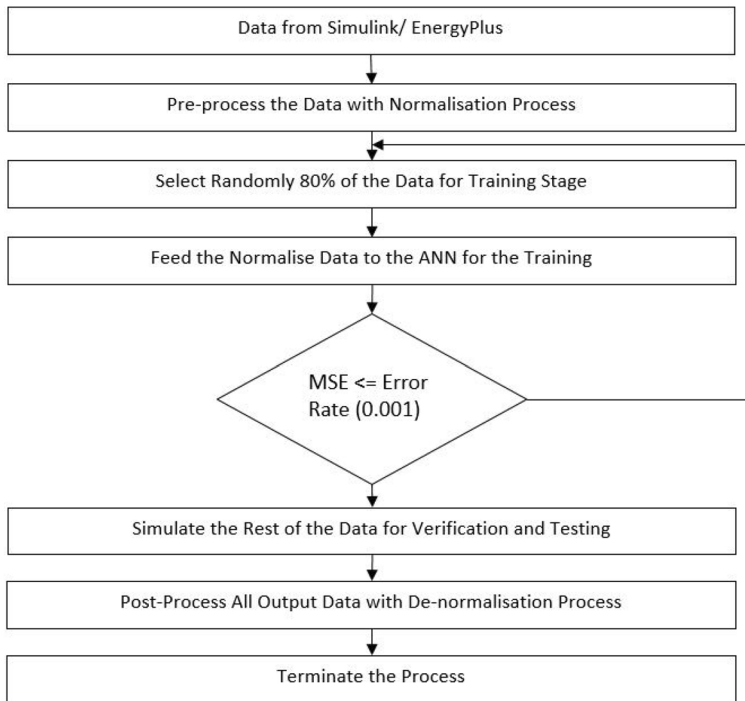 Data from Simulink/ EnergyPlus
Pre-process the Data with Normalisation Process
Select Randomly 80% of the Data for Training Stage
Feed the Normalise Data to the ANN for the Training
MSE <= Error
Rate (0.001)
Simulate the Rest of the Data for Verification and Testing
Post-Process All Output Data with De-normalisation Process
Terminate the Process